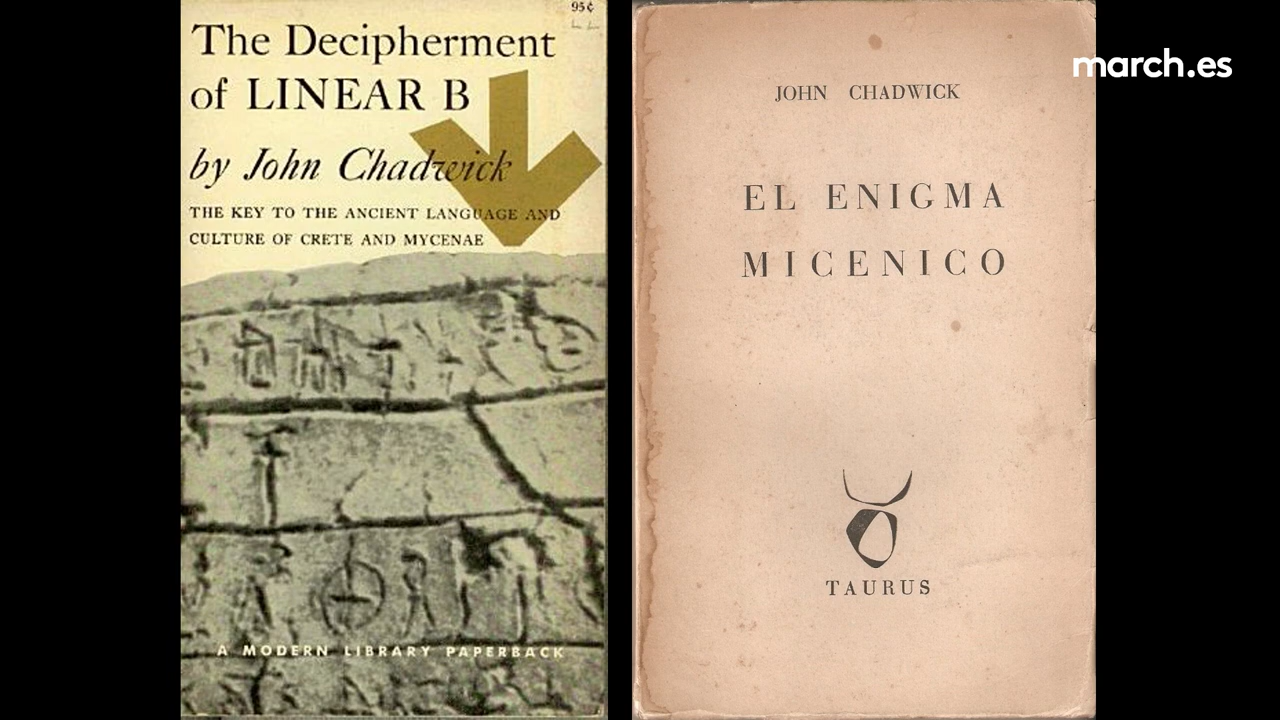 95¢
The Decipherment
of LINEAR B
by John Chadwick
THE KEY TO THE ANCIENT LANGUAGE AND
CULTURE OF CRETE AND MYCENAE
A MODERN LIBRARY PAPERBACK
JOHN CHADWICK
EL ENIGMA
MICENICO
TAURUS
march.es